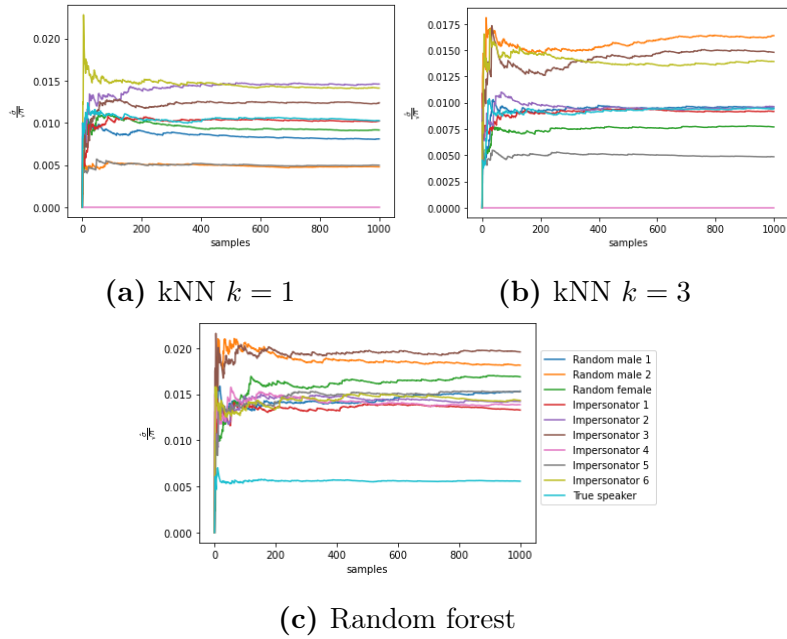 0.020
0.015
0.010
0.005
0.000
0 200 400 600 800 1000
samples
(a) kNN k = 1
0.0175
0.0150
0.0125
0.0100
0.0075
0.0050
0.0025
0.0000
0 200 400 600 800 1000
samples
(b) kNN k = 3
0.020
0.015
0.010
0.005
0.000
0 200 400 600 800 1000
samples
Random male 1
Random male 2
Random female
Impersonator 1
Impersonator 2
Impersonator 3
Impersonator 4
Impersonator 5
Impersonator 6
True speaker
(c) Random forest